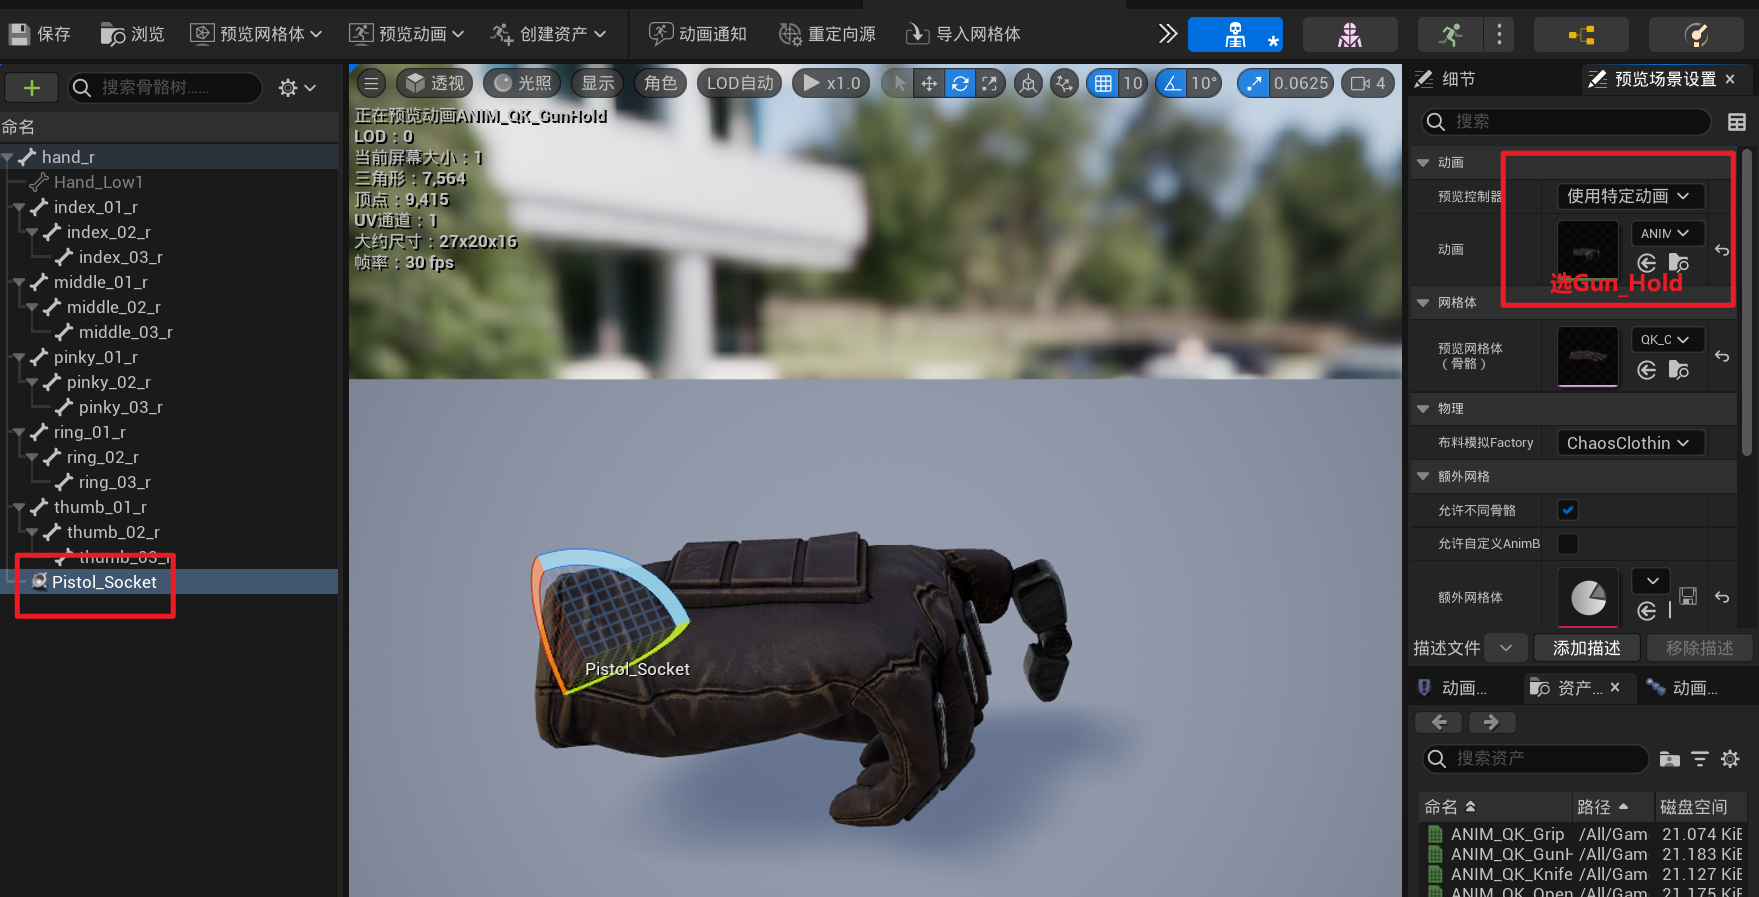 保存
浏览
预览网格体
预览动画
创建资产
动画通知
重定向源
导入网格体
搜索骨骼树......
命名
hand_r
Hand_Low1
index_01_r
index_02_r
index_03_r
middle_01_r
middle_02_r
middle_03_r
pinky_01_r
pinky_02_r
pinky_03_r
ring_01_r
ring_02_r
ring_03_r
thumb_01_r
thumb_02_r
thumb_03_r
Pistol_Socket
透视
光照
显示
角色
LOD自动
x1.0
10
10°
0.0625
4
正在预览动画ANIM_QK_GunHold
LOD：0
当前屏幕大小：1
三角形：7,564
顶点：9,415
UV通道：1
大约尺寸：27x20x16
帧率：30 fps
Pistol_Socket
细节
预览场景设置
搜索
动画
预览控制器
使用特定动画
动画
ANIM
选Gun_Hold
网格体
预览网格体
（骨骼）
QK_C
物理
布料模拟Factory
ChaosClothin
额外网格
允许不同骨骼
允许自定义AnimB
额外网格体
描述文件
添加描述
移除描述
动画...
资产...
动画...
搜索资产
命名
路径
磁盘空间
ANIM_QK_Grip /All/Gam 21.074 KiB
ANIM_QK_GunH /All/Gam 21.183 KiB
ANIM_QK_Knife /All/Gam 21.127 KiB
ANIM_QK_Open /All/Gam 21.175 KiB